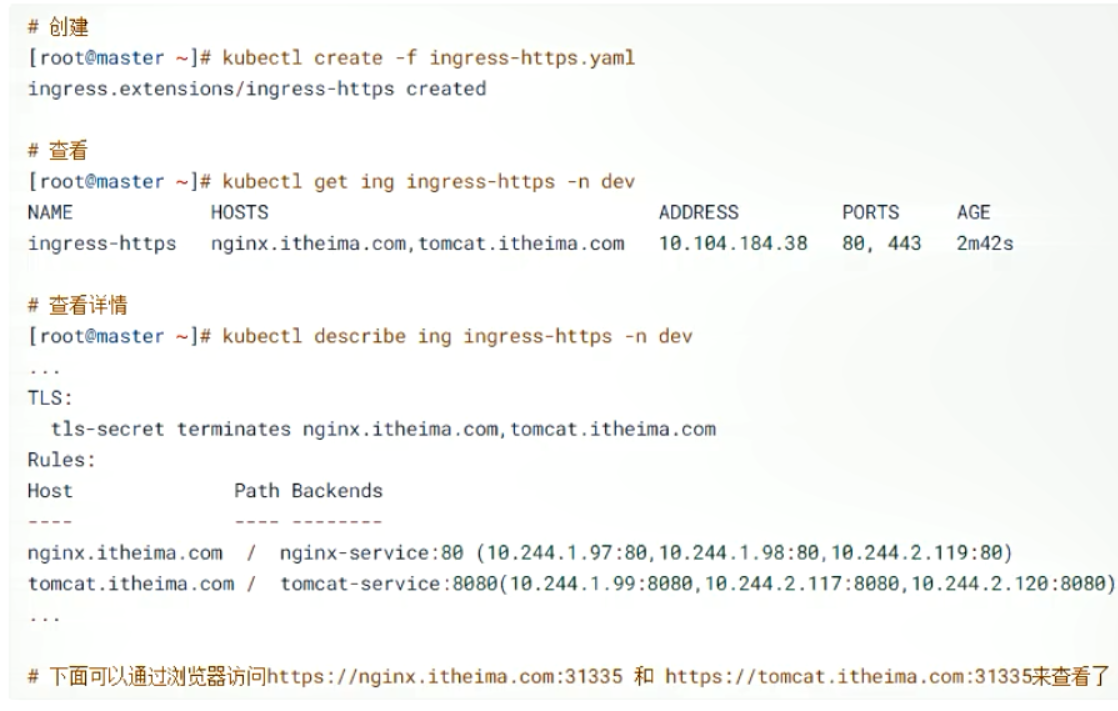 # 创建
[root@master ~]# kubectl create -f ingress-https.yaml
ingress.extensions/ingress-https created
# 查看
[root@master ~]# kubectl get ing ingress-https -n dev
NAME HOSTS ADDRESS PORTS AGE
ingress-https nginx.itheima.com,tomcat.itheima.com 10.104.184.38 80, 443 2m42s
# 查看详情
[root@master ~]# kubectl describe ing ingress-https -n dev
...
TLS:
tls-secret terminates nginx.itheima.com,tomcat.itheima.com
Rules:
Host Path Backends
---- ---- --------
nginx.itheima.com / nginx-service:80 (10.244.1.97:80,10.244.1.98:80,10.244.2.119:80)
tomcat.itheima.com / tomcat-service:8080(10.244.1.99:8080,10.244.2.117:8080,10.244.2.120:8080)
...
# 下面可以通过浏览器访问https://nginx.itheima.com:31335 和 https://tomcat.itheima.com:31335来查看了